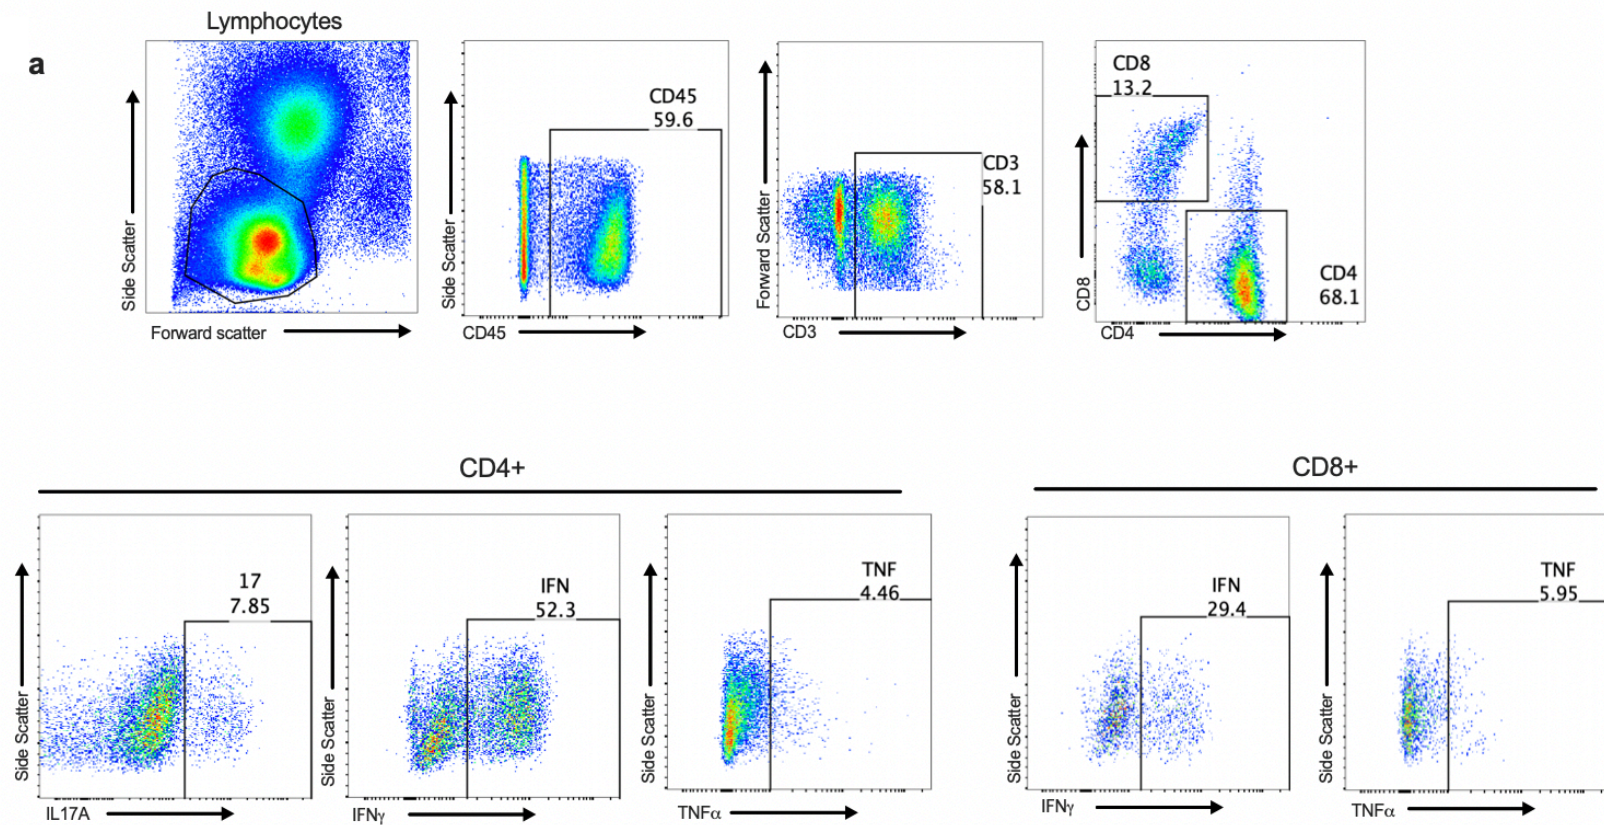 Lymphocytes
a
Side Scatter
Forward scatter
CD45
59.6
Side Scatter
CD45
CD3
58.1
Forward Scatter
CD3
CD8
13.2
CD4
68.1
CD8
CD4
CD4+
CD8+
17
7.85
Side Scatter
IL17A
IFN
52.3
Side Scatter
IFNγ
TNF
4.46
Side Scatter
TNFα
IFN
29.4
Side Scatter
IFNγ
TNF
5.95
Side Scatter
TNFα